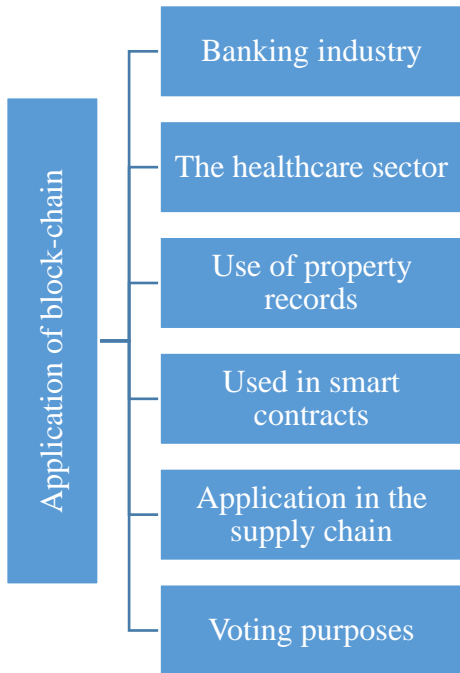 Application of block-chain
Banking industry
The healthcare sector
Use of property
records
Used in smart
contracts
Application in the
supply chain
Voting purposes